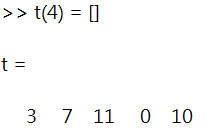 >> t(4) = []
t =
3 7 11 0 10